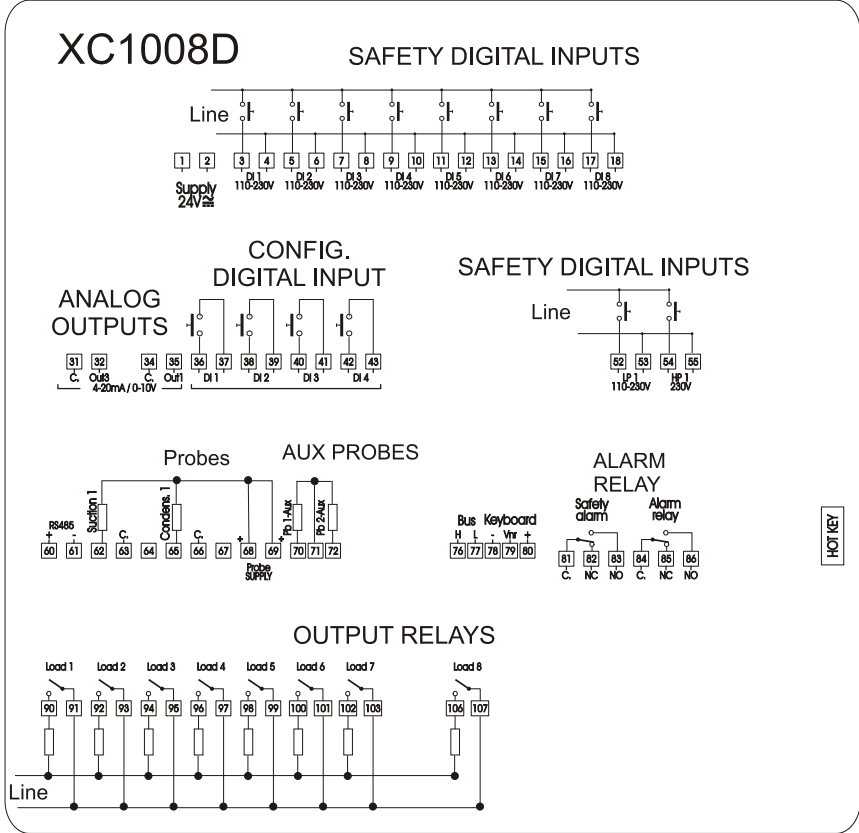 XC1008D
SAFETY DIGITAL INPUTS
Line
1 2 3 4 5 6 7 8 9 10 11 12 13 14 15 16 17 18
Supply
24V
DI 1 DI 2 DI 3 DI 4 DI 5 DI 6 DI 7 DI 8
110-230V 110-230V 110-230V 110-230V 110-230V 110-230V 110-230V 110-230V
ANALOG
OUTPUTS
CONFIG.
DIGITAL INPUT
31 32 34 35 36 37 38 39 40 41 42 43
C. Out3 C. Out1 DI 1 DI 2 DI 3 DI 4
4-20mA / 0-10V
SAFETY DIGITAL INPUTS
Line
52 53 54 55
LP 1 HP 1
110-230V 230V
Probes
AUX PROBES
Suction 1
Condens. 1
Pb 1-Aux
Pb 2-Aux
RS485
+ - C. C. + +
60 61 62 63 64 65 66 67 68 69 70 71 72
Probe
SUPPLY
Bus Keyboard
H L - Vnr +
76 77 78 79 80
ALARM
RELAY
Safety
alarm
Alarm
relay
81 82 83 84 85 86
C. NC NO C. NC NO
HOT KEY
OUTPUT RELAYS
Load 1 Load 2 Load 3 Load 4 Load 5 Load 6 Load 7 Load 8
90 91 92 93 94 95 96 97 98 99 100 101 102 103 106 107
Line